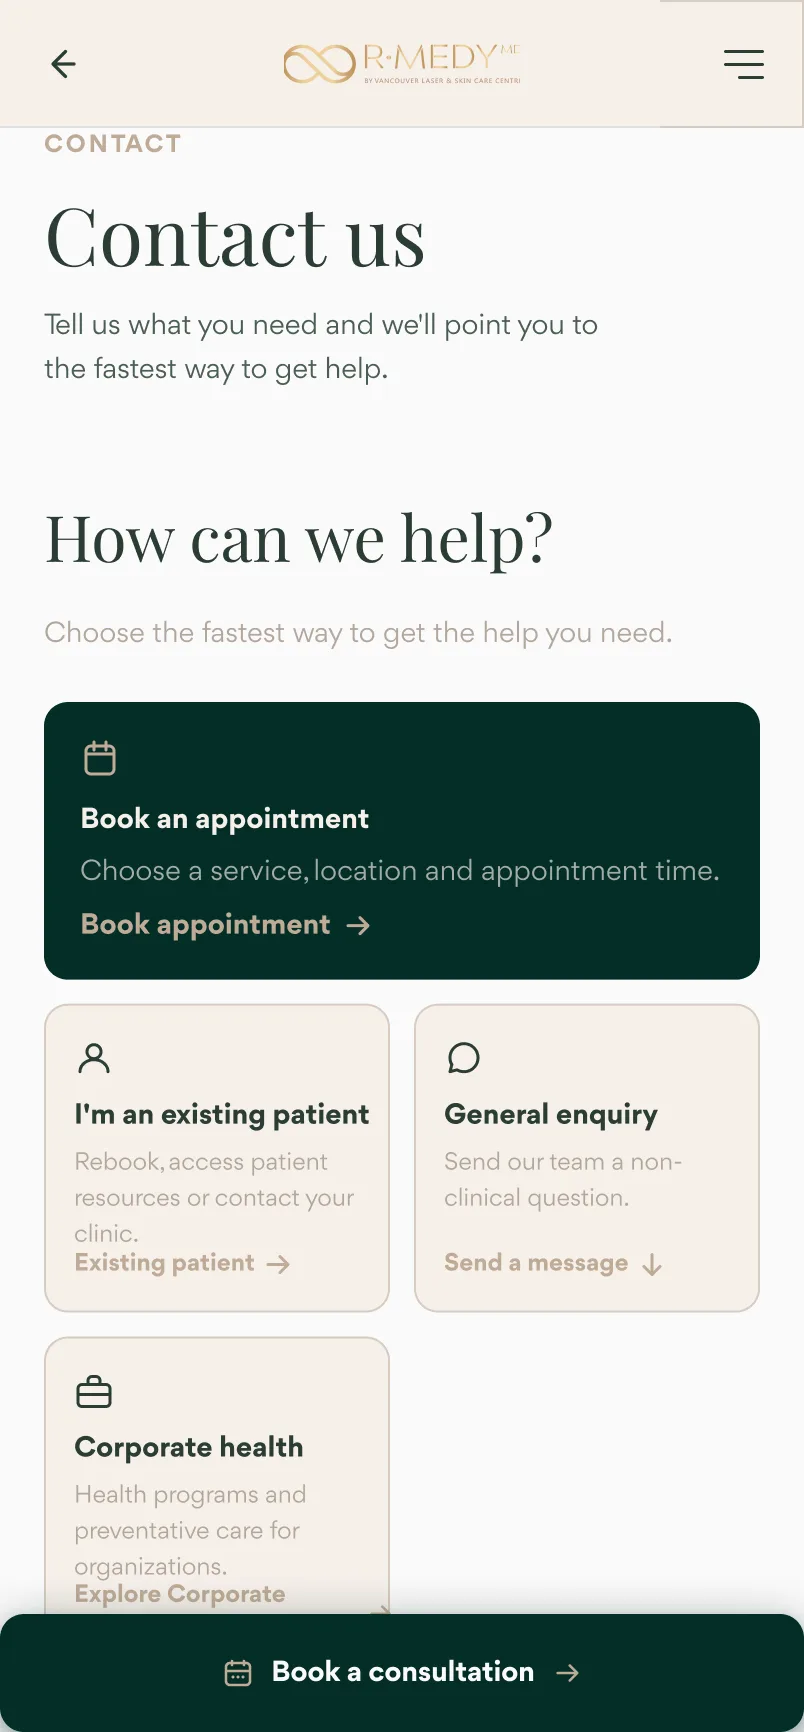 R·MEDY ME
BY VANCOUVER LASER & SKIN CARE CENTR
CONTACT
Contact us
Tell us what you need and we'll point you to
the fastest way to get help.
How can we help?
Choose the fastest way to get the help you need.
Book an appointment
Choose a service, location and appointment time.
Book appointment →
I'm an existing patient
Rebook, access patient
resources or contact your
clinic.
Existing patient →
General enquiry
Send our team a non-
clinical question.
Send a message ↓
Corporate health
Health programs and
preventative care for
organizations.
Explore Corporate
Book a consultation →